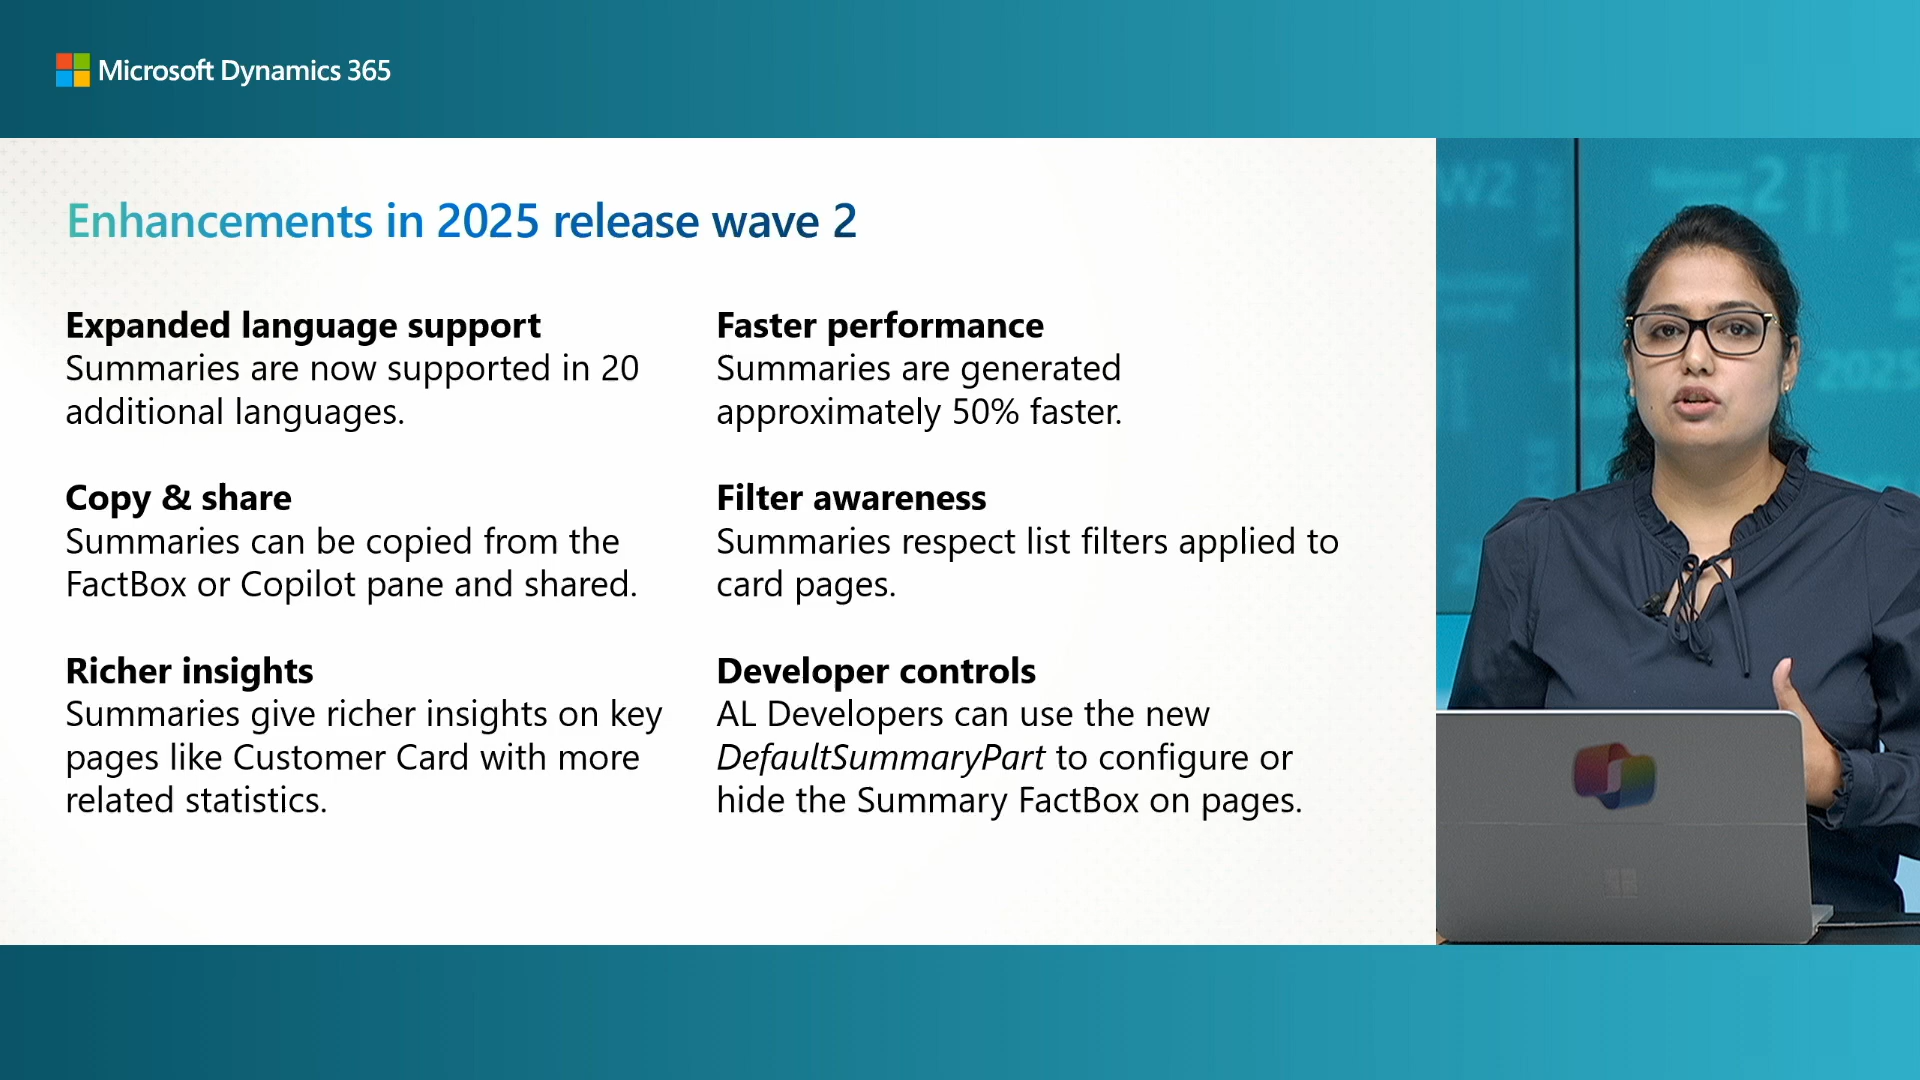 Microsoft Dynamics 365
Enhancements in 2025 release wave 2
Expanded language support
Summaries are now supported in 20
additional languages.
Copy & share
Summaries can be copied from the
FactBox or Copilot pane and shared.
Richer insights
Summaries give richer insights on key
pages like Customer Card with more
related statistics.
Faster performance
Summaries are generated
approximately 50% faster.
Filter awareness
Summaries respect list filters applied to
card pages.
Developer controls
AL Developers can use the new
DefaultSummaryPart to configure or
hide the Summary FactBox on pages.
W2
2
2025